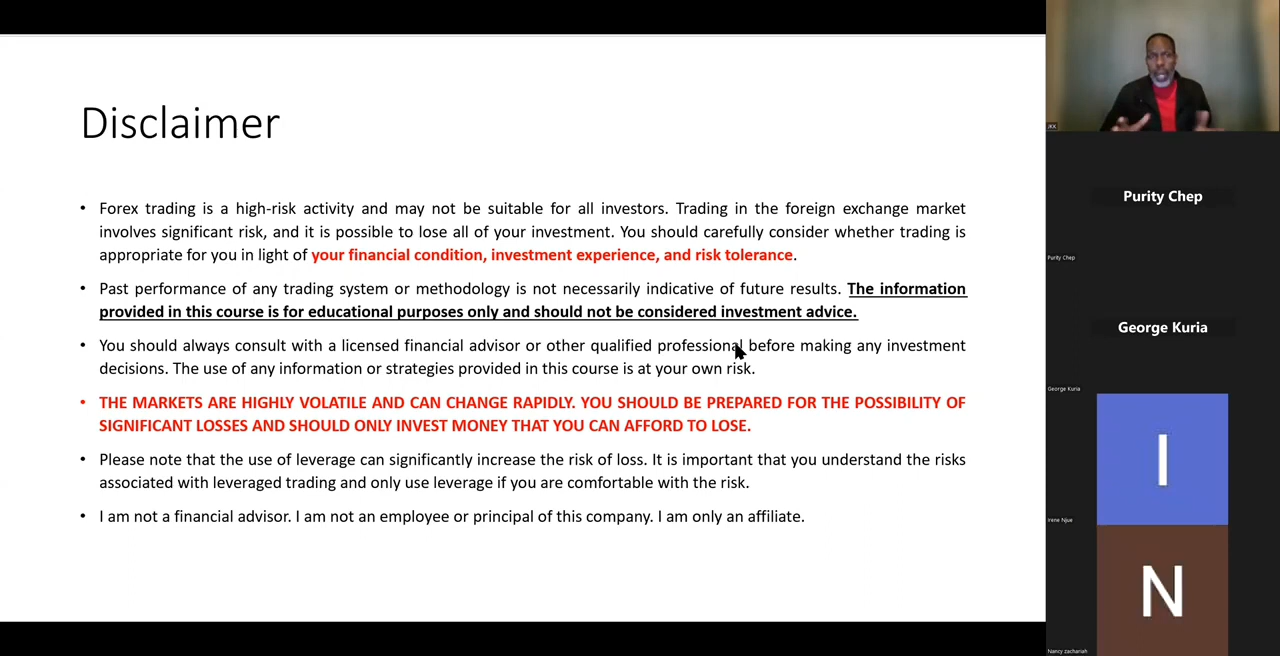 Disclaimer
• Forex trading is a high-risk activity and may not be suitable for all investors. Trading in the foreign exchange market
involves significant risk, and it is possible to lose all of your investment. You should carefully consider whether trading is
appropriate for you in light of your financial condition, investment experience, and risk tolerance.
• Past performance of any trading system or methodology is not necessarily indicative of future results. The information
provided in this course is for educational purposes only and should not be considered investment advice.
• You should always consult with a licensed financial advisor or other qualified professional before making any investment
decisions. The use of any information or strategies provided in this course is at your own risk.
• THE MARKETS ARE HIGHLY VOLATILE AND CAN CHANGE RAPIDLY. YOU SHOULD BE PREPARED FOR THE POSSIBILITY OF
SIGNIFICANT LOSSES AND SHOULD ONLY INVEST MONEY THAT YOU CAN AFFORD TO LOSE.
• Please note that the use of leverage can significantly increase the risk of loss. It is important that you understand the risks
associated with leveraged trading and only use leverage if you are comfortable with the risk.
• I am not a financial advisor. I am not an employee or principal of this company. I am only an affiliate.
Purity Chep
Purity Chep
George Kuria
George Kuria
I
Irene Njue
N
Nancy zachariah